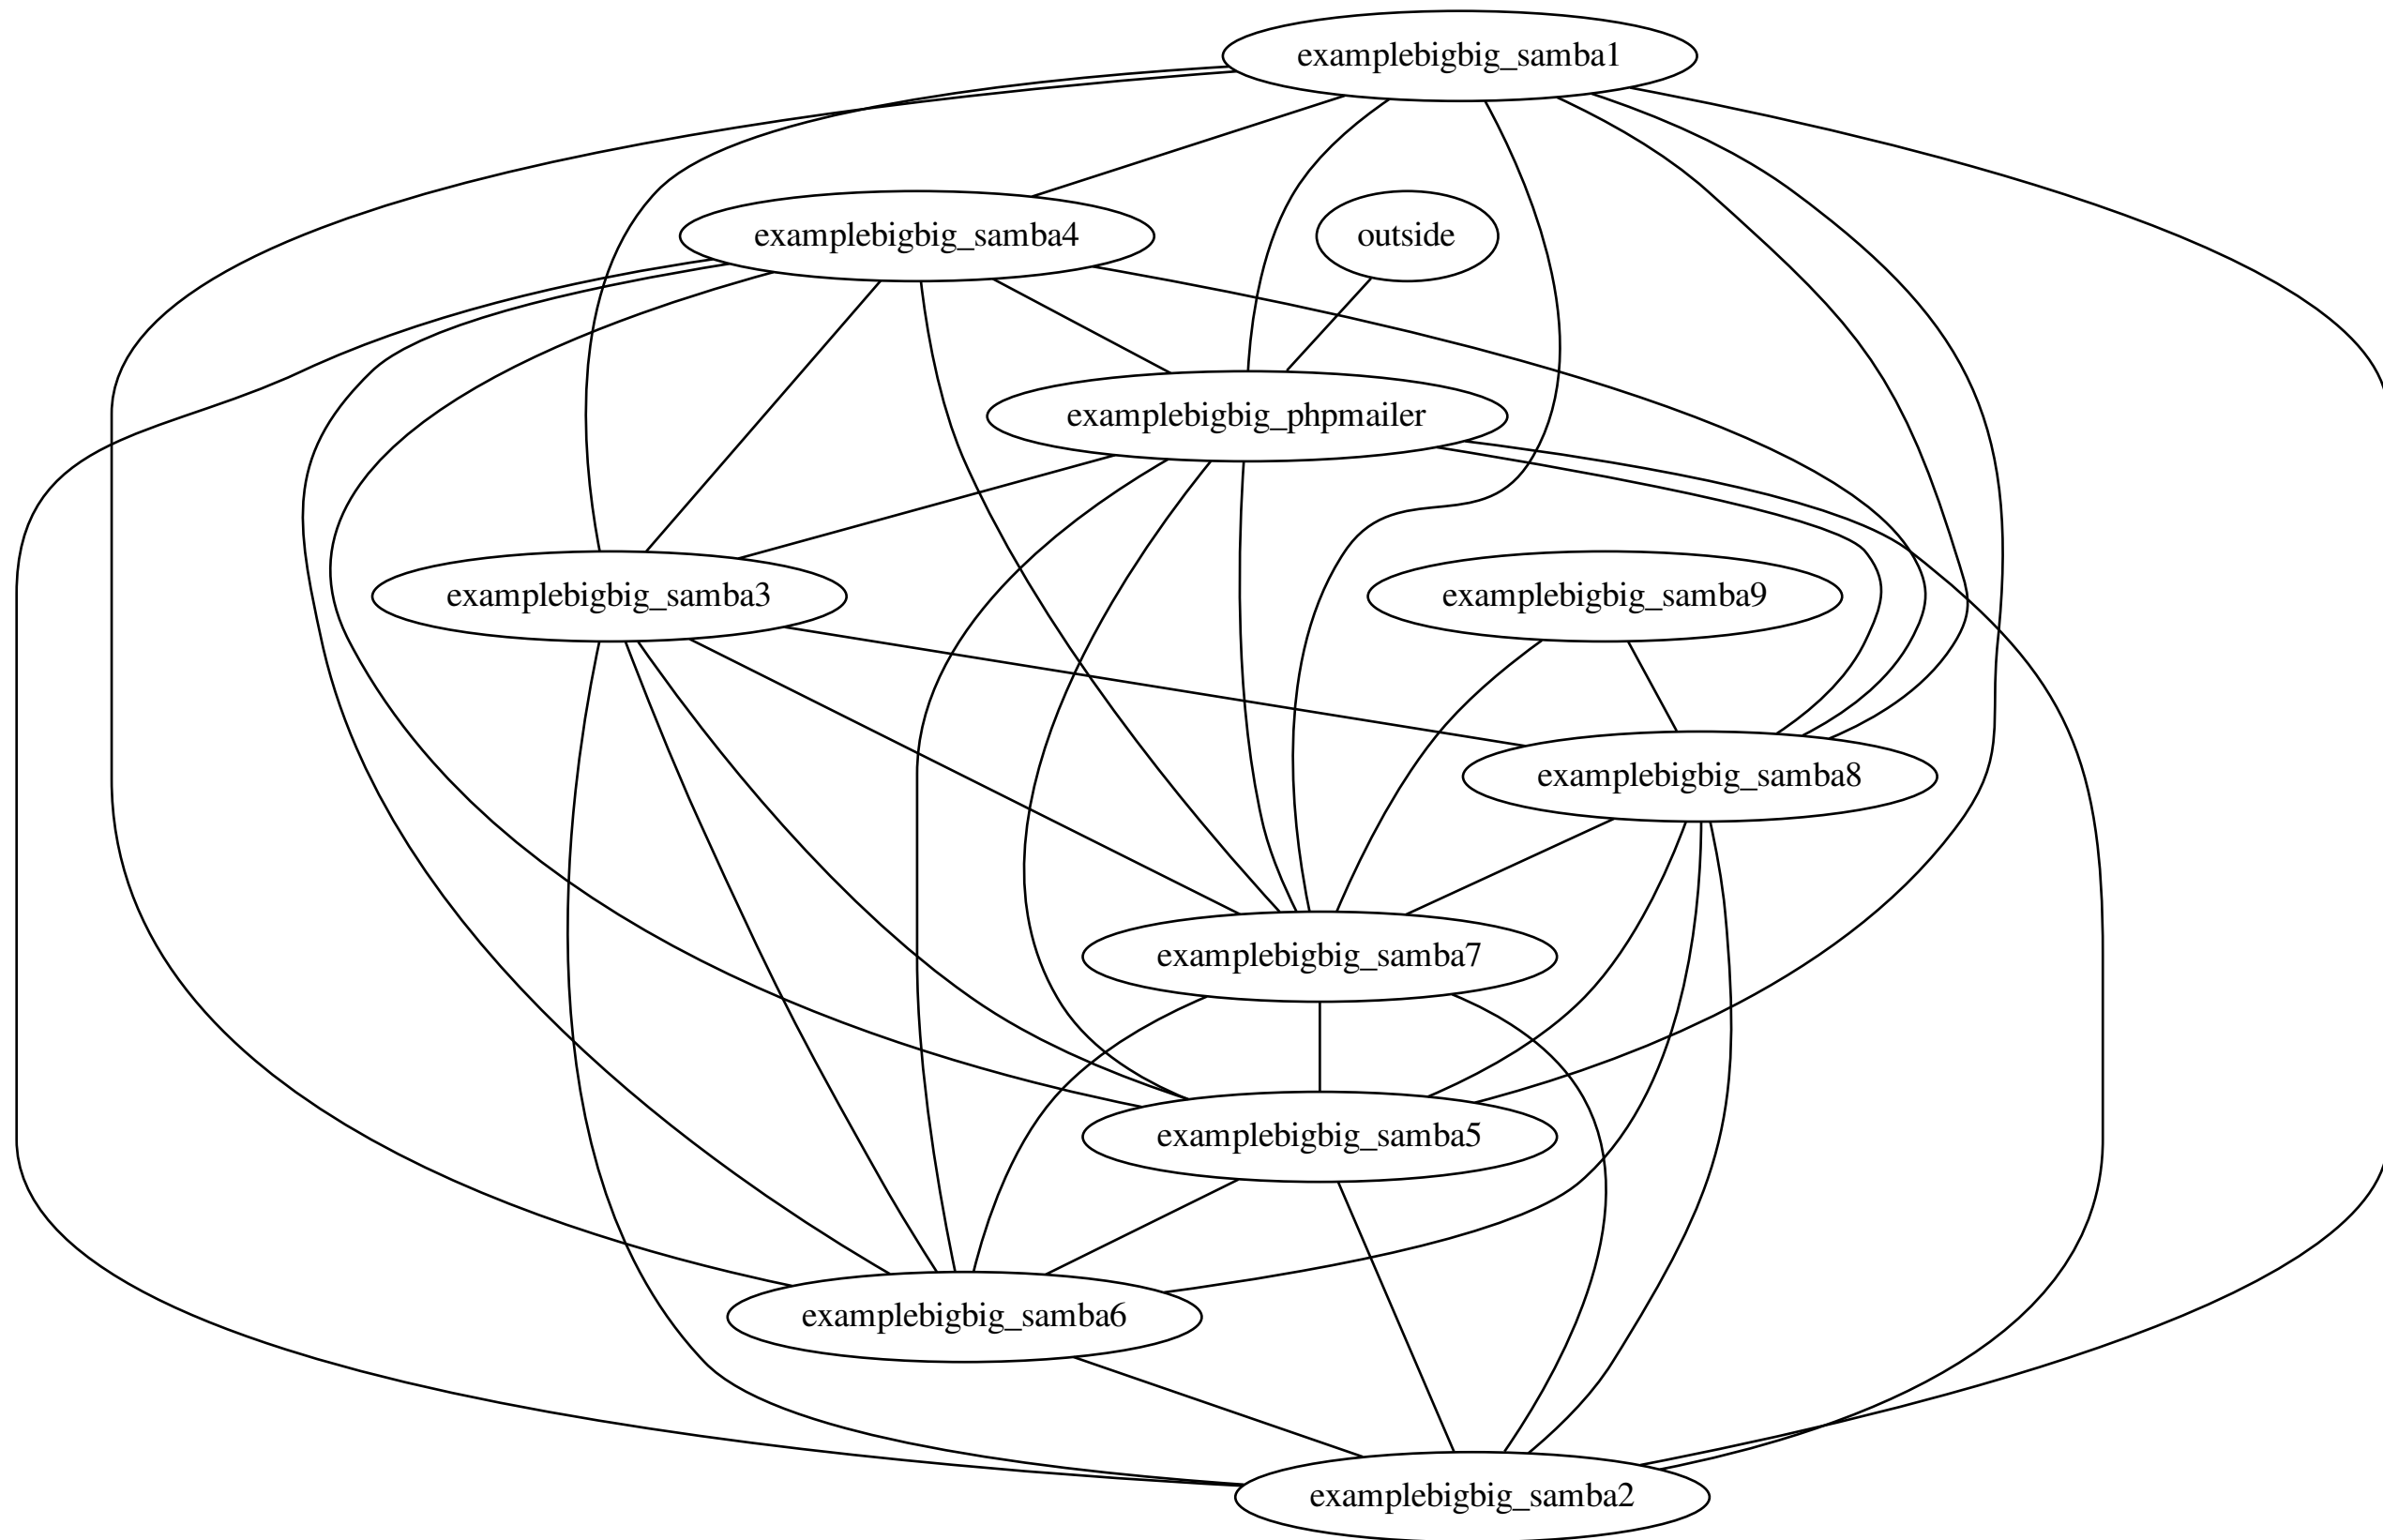 examplebigbig_samba1
examplebigbig_samba4
outside
examplebigbig_phpmailer
examplebigbig_samba3
examplebigbig_samba9
examplebigbig_samba8
examplebigbig_samba7
examplebigbig_samba5
examplebigbig_samba6
examplebigbig_samba2